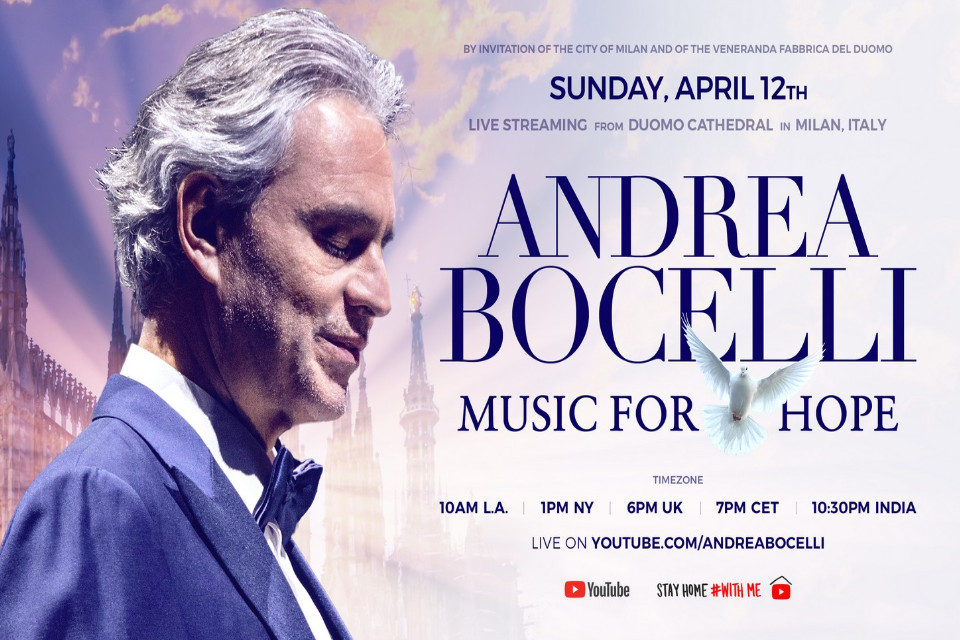 BY INVITATION OF THE CITY OF MILAN AND OF THE VENERANDA FABBRICA DEL DUOMO
SUNDAY, APRIL 12TH
LIVE STREAMING FROM DUOMO CATHEDRAL IN MILAN, ITALY
ANDREA
BOCELLI
MUSIC FOR HOPE
TIMEZONE
10AM L.A. | 1PM NY | 6PM UK | 7PM CET | 10:30PM INDIA
LIVE ON YOUTUBE.COM/ANDREABOCELLI
YouTube STAY HOME #WITH ME